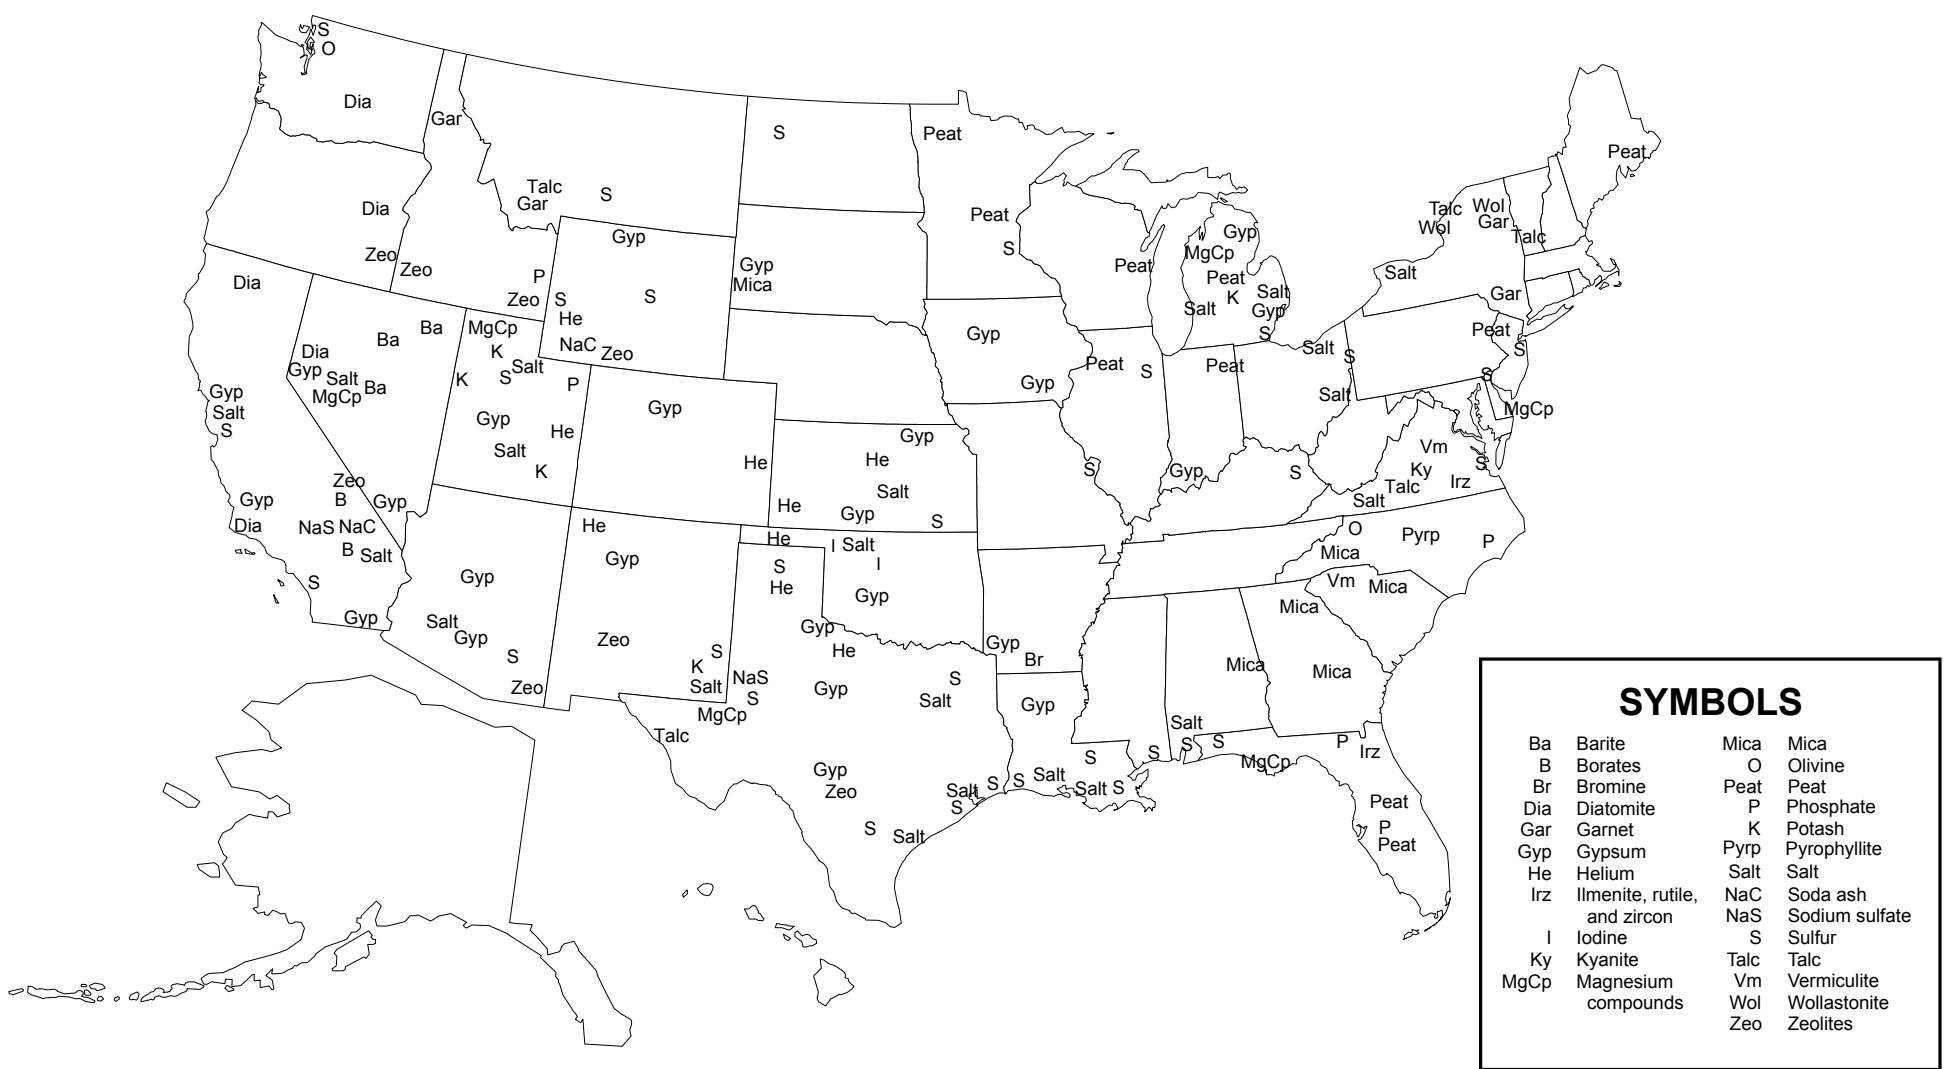 S
O
Dia
Gar
Talc
S
Gar
S
Peat
Peat
S
Peat
Dia
Zeo
Zeo
P
Zeo
Gyp
S
S
He
NaC
Zeo
Gyp
Mica
Dia
Ba
Ba
Dia
Gyp
Salt
Ba
MgCp
MgCp
K
Salt
K
S
P
Gyp
He
Salt
K
Gyp
He
Gyp
Gyp
Peat
S
Peat
Gyp
MgCp
Peat
K
Salt
Salt
Gyp
S
Salt
S
Salt
Talc
Wol
Wol
Gar
Talc
Salt
Gar
Peat
Peat
S
S
MgCp
Gyp
Salt
S
Gyp
Dia
Zeo
B
Gyp
NaS
NaC
B
Salt
S
Gyp
Gyp
He
Salt
He
Gyp
S
S
Gyp
S
Vm
S
Ky
Talc
Irz
Salt
O
Pyrp
P
Mica
Vm
Mica
Mica
Mica
Mica
Gyp
Salt
Gyp
S
Zeo
He
Gyp
Zeo
S
K
Salt
He
I
Salt
I
Gyp
S
He
Gyp
He
NaS
S
MgCp
Talc
Gyp
S
Salt
Gyp
Zeo
Salt
S
S
S
Salt
Gyp
Br
Gyp
S
S
Salt
Salt
S
S
Salt
S
S
MgCp
P
Irz
Peat
P
Peat
SYMBOLS
Ba Barite
B Borates
Br Bromine
Dia Diatomite
Gar Garnet
Gyp Gypsum
He Helium
Irz Ilmenite, rutile,
and zircon
I Iodine
Ky Kyanite
MgCp Magnesium
compounds
Mica Mica
O Olivine
Peat Peat
P Phosphate
K Potash
Pyrp Pyrophyllite
Salt Salt
NaC Soda ash
NaS Sodium sulfate
S Sulfur
Talc Talc
Vm Vermiculite
Wol Wollastonite
Zeo Zeolites